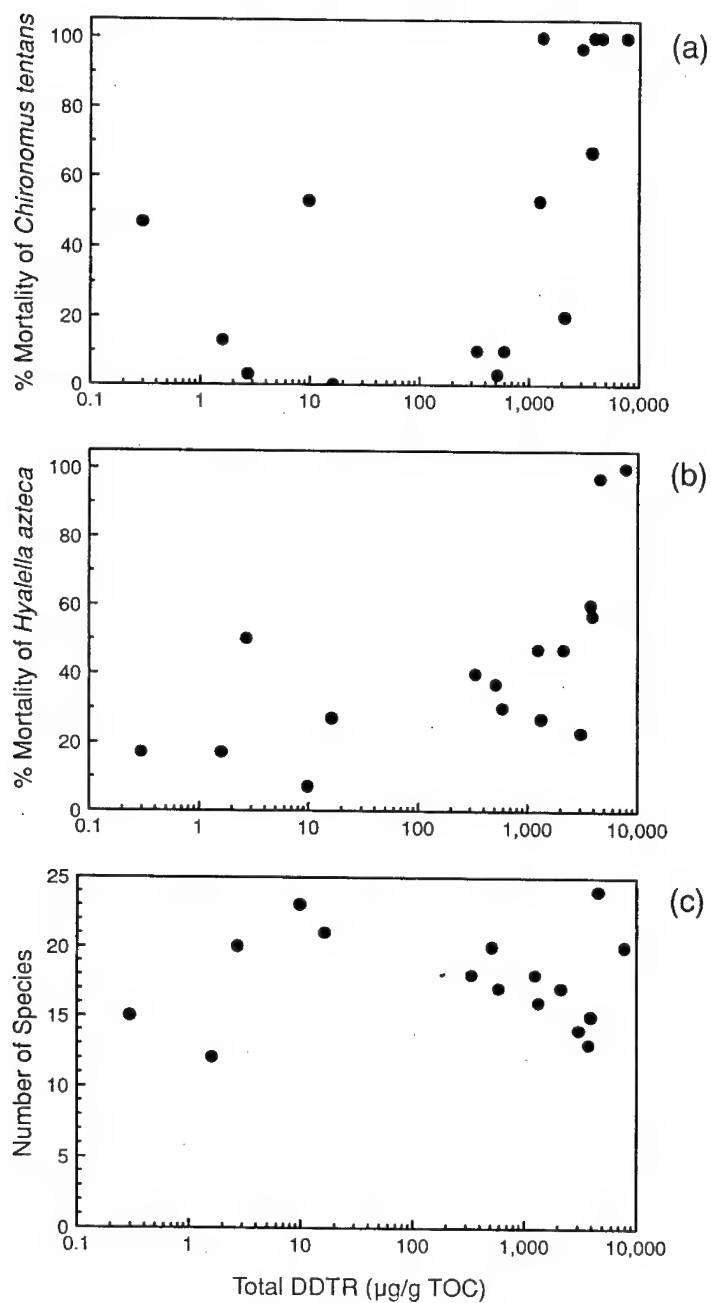 (a)
% Mortality of Chironomus tentans
100
80
60
40
20
0
0.1 1 10 100 1,000 10,000
(b)
% Mortality of Hyalella azteca
100
80
60
40
20
0
0.1 1 10 100 1,000 10,000
(c)
Number of Species
25
20
15
10
5
0
0.1 1 10 100 1,000 10,000
Total DDTR (µg/g TOC)